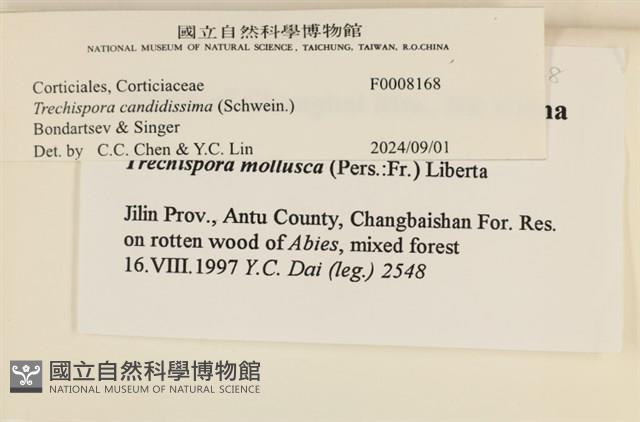 國立自然科學博物館
NATIONAL MUSEUM OF NATURAL SCIENCE, TAICHUNG, TAIWAN, R.O.CHINA
Corticiales, Corticiaceae F0008168
Trechispora candidissima (Schwein.)
Bondartsev & Singer
Det. by C.C. Chen & Y.C. Lin 2024/09/01
8
na
Trechispora mollusca (Pers.:Fr.) Liberta
Jilin Prov., Antu County, Changbaishan For. Res.
on rotten wood of Abies, mixed forest
16.VIII.1997 Y.C. Dai (leg.) 2548
國立自然科學博物館
NATIONAL MUSEUM OF NATURAL SCIENCE